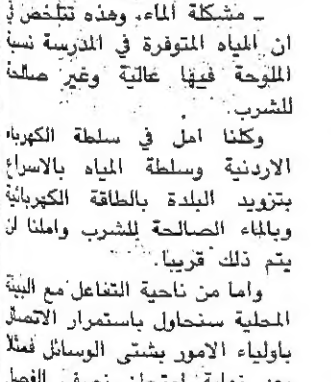 ـ مشكلة الماء، وهذه تتلخص في
ان المياه المتوفرة في المدرسة نسبة
الملوحة فيها عالية وغير صالحة
للشرب.
وكلنا امل في سلطة الكهرباء
الاردنية وسلطة المياه بالاسراع
بتزويد البلدة بالطاقة الكهربائية
وبالماء الصالحة للشرب واملنا ان
يتم ذلك قريبا.
واما من ناحية التفاعل مع البيئة
المحلية سنحاول باستمرار الاتصال
باولياء الامور بشتى الوسائل فمثلا
نصف الفصل